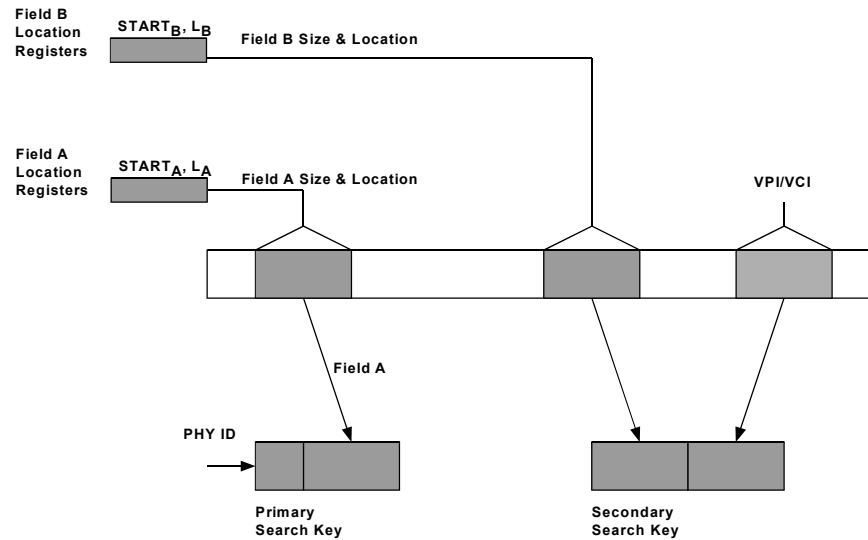 Field B
Location
Registers
START_B, L_B
Field B Size & Location
Field A
Location
Registers
START_A, L_A
Field A Size & Location
VPI/VCI
Field A
PHY ID
Primary
Search Key
Secondary
Search Key